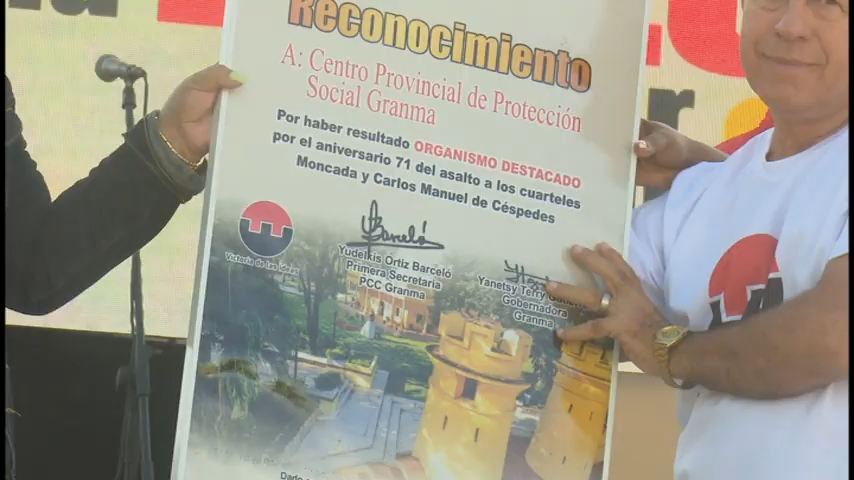 Reconocimiento
A: Centro Provincial de Protección
Social Granma
Por haber resultado ORGANISMO DESTACADO
por el aniversario 71 del asalto a los cuarteles
Moncada y Carlos Manuel de Céspedes
Victoria de las ideas
Yudelkis Ortiz Barceló
Primera Secretaria
PCC Granma
Yanetsy Terry
Gobernadora
Granma